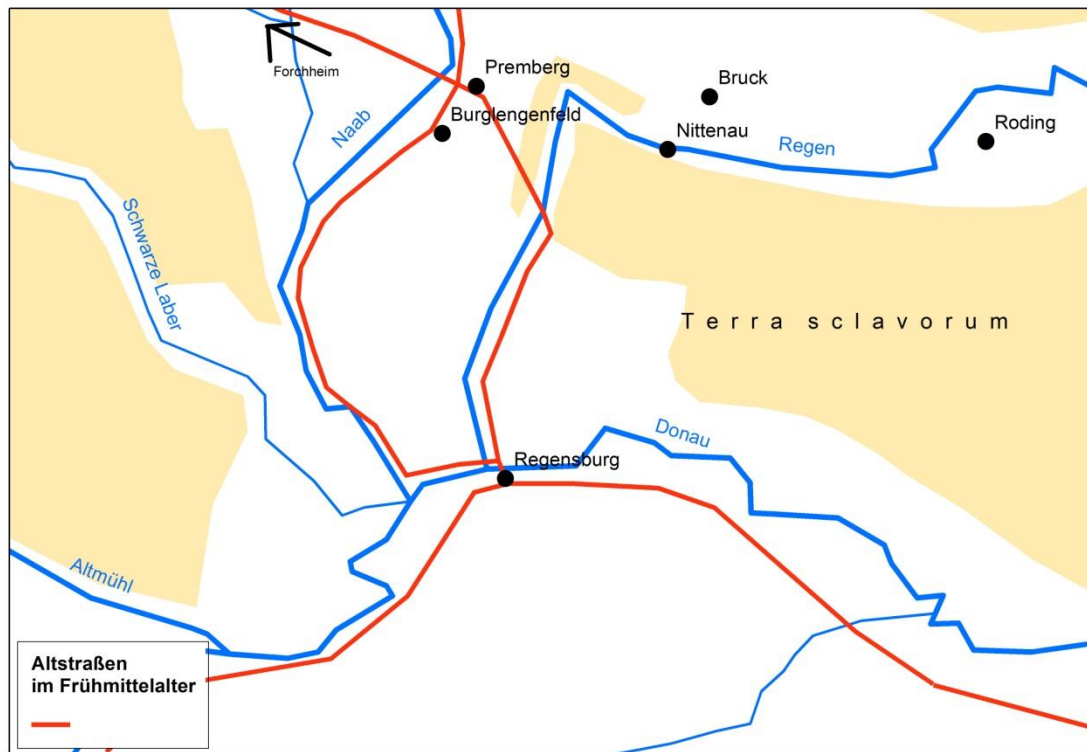 Forchheim
Premberg
Bruck
Naab
Burglengenfeld
Nittenau
Regen
Roding
Schwarze Laber
Terra sclavorum
Donau
Regensburg
Altmühl
Altstraßen
im Frühmittelalter